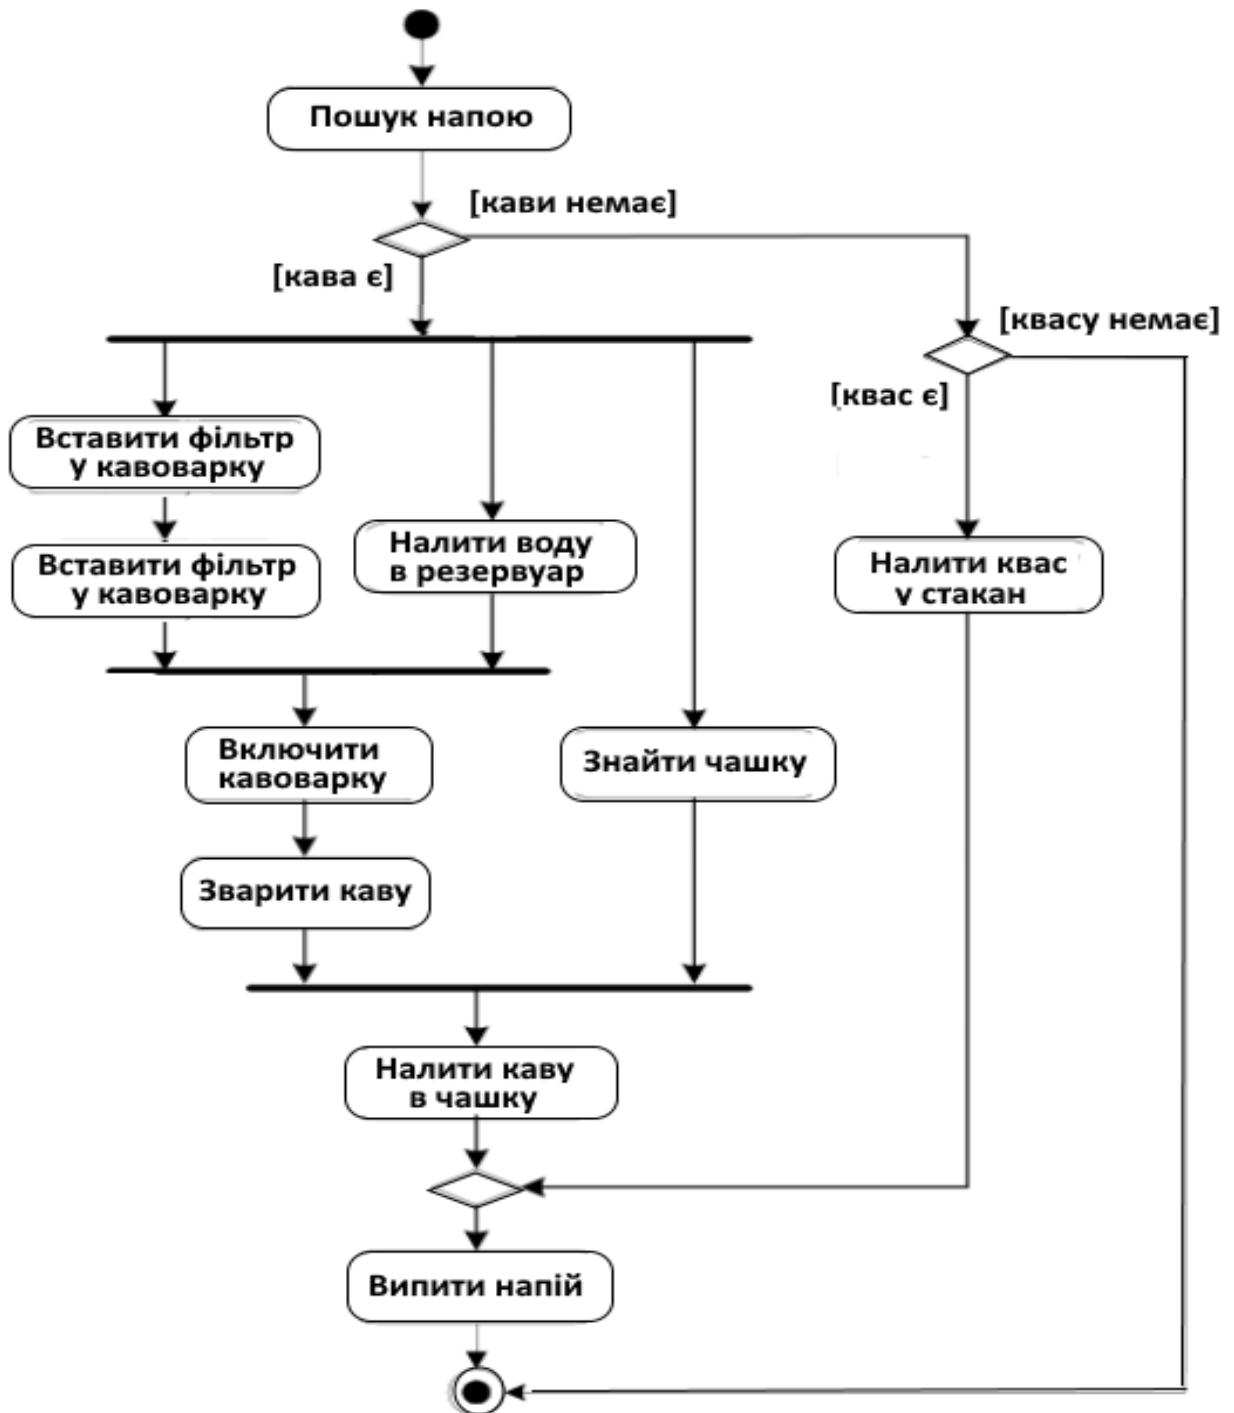 Пошук напою
[кави немає]
[кава є]
[квасу немає]
[квас є]
Вставити фільтр
у кавоварку
Вставити фільтр
у кавоварку
Налити воду
в резервуар
Налити квас
у стакан
Включити
кавоварку
Знайти чашку
Зварити каву
Налити каву
в чашку
Випити напій